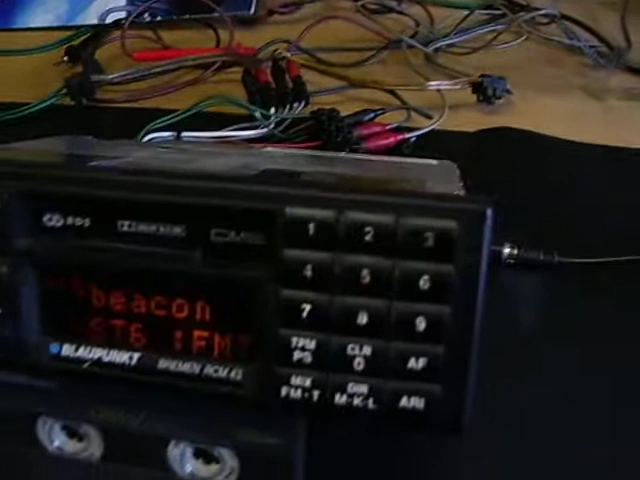 RDS
1 2 3
4 5 6
beacon
ST6 :FMT
7 8 9
TPM CLR
PS 0 AF
BLAUPUNKT BREMEN RCM 43
MIX DIR
FM-T M-K-L ARI